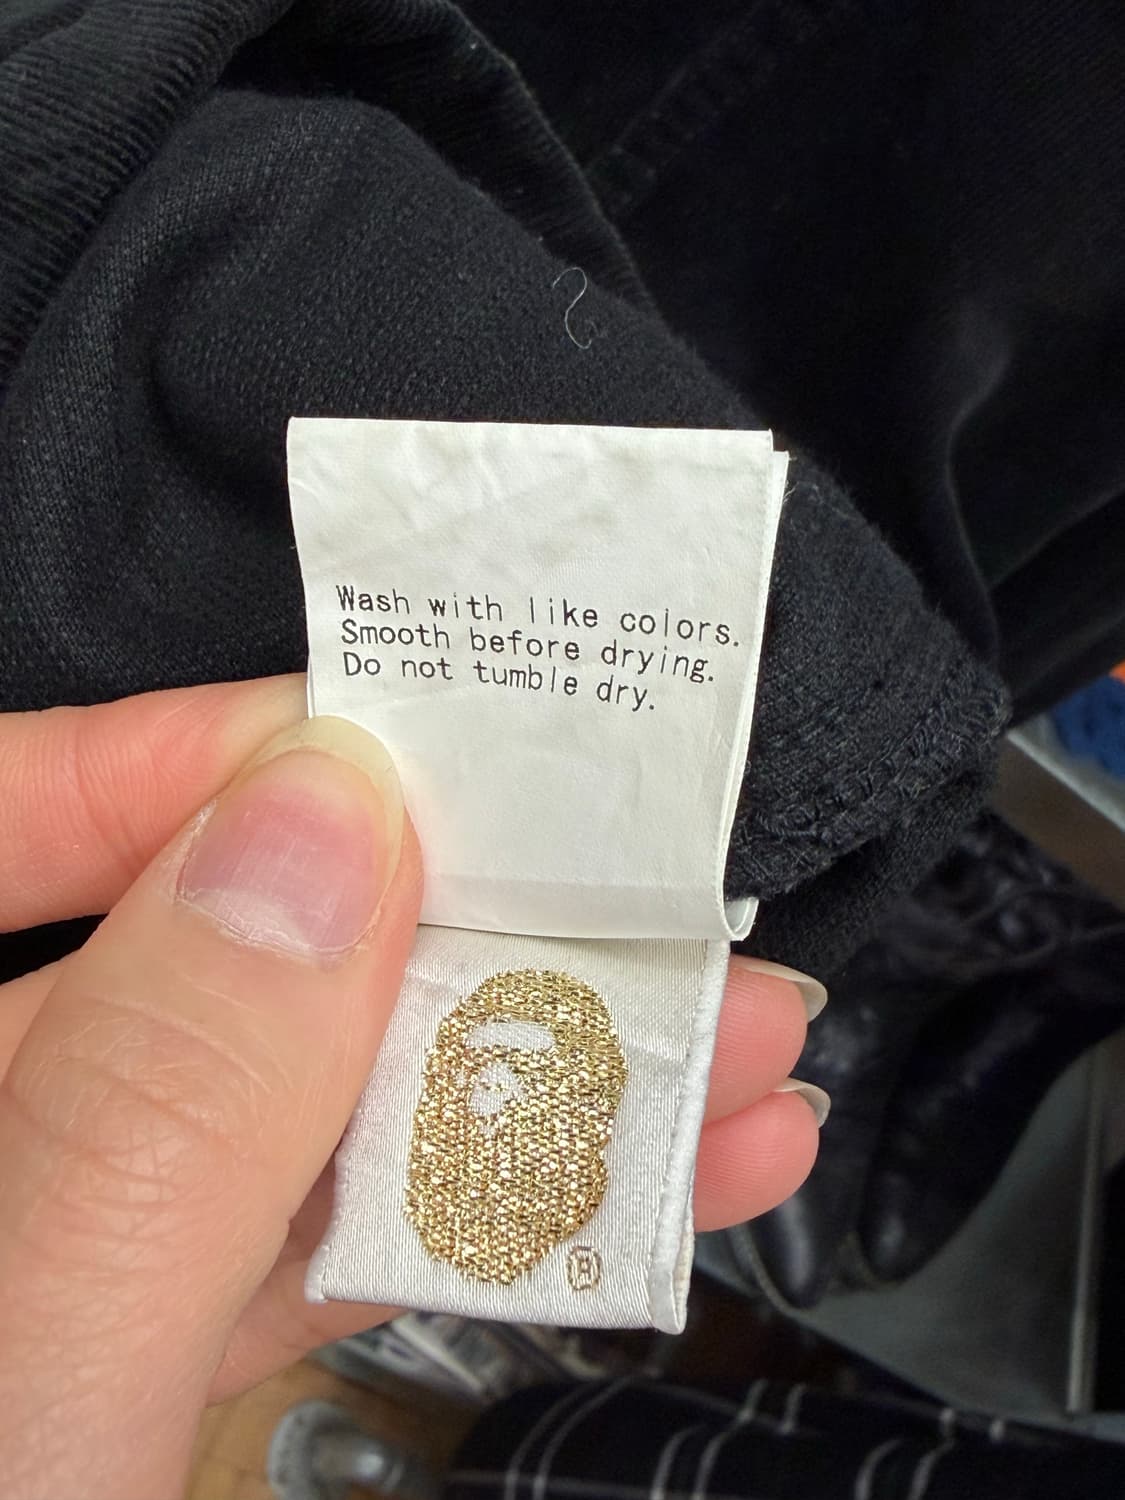 Wash with like colors.
Smooth before drying.
Do not tumble dry.
®